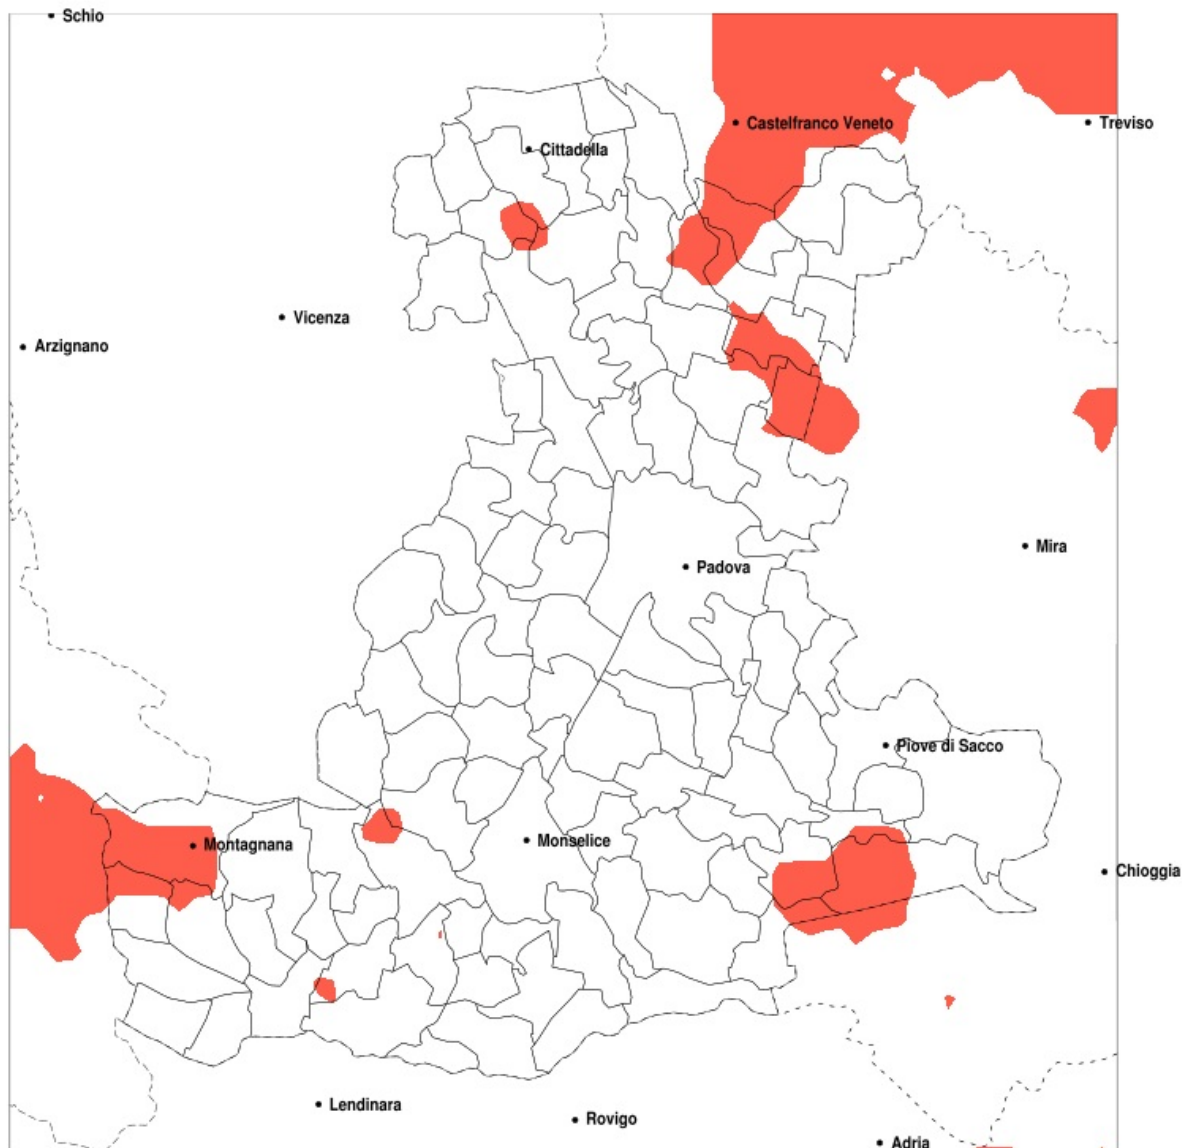 Schio
Castelfranco Veneto
Treviso
Cittadella
Vicenza
Arzignano
Mira
Padova
Piove di Sacco
Montagnana
Monselice
Chioggia
Lendinara
Rovigo
Adria